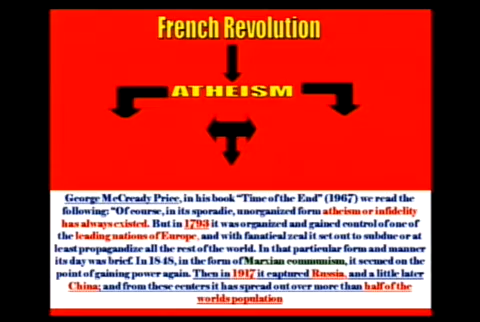 French Revolution
ATHEISM
George McCready Price, in his book "Time of the End" (1967) we read the
following: "Of course, in its sporadic, unorganized form atheism or infidelity
has always existed. But in 1793 it was organized and gained control of one of
the leading nations of Europe, and with fanatical zeal it set out to subdue or at
least propagandize all the rest of the world. In that particular form and manner
its day was brief. In 1848, in the form of Marxian communism, it seemed on the
point of gaining power again. Then in 1917 it captured Russia, and a little later
China; and from these centers it has spread out over more than half of the
worlds population